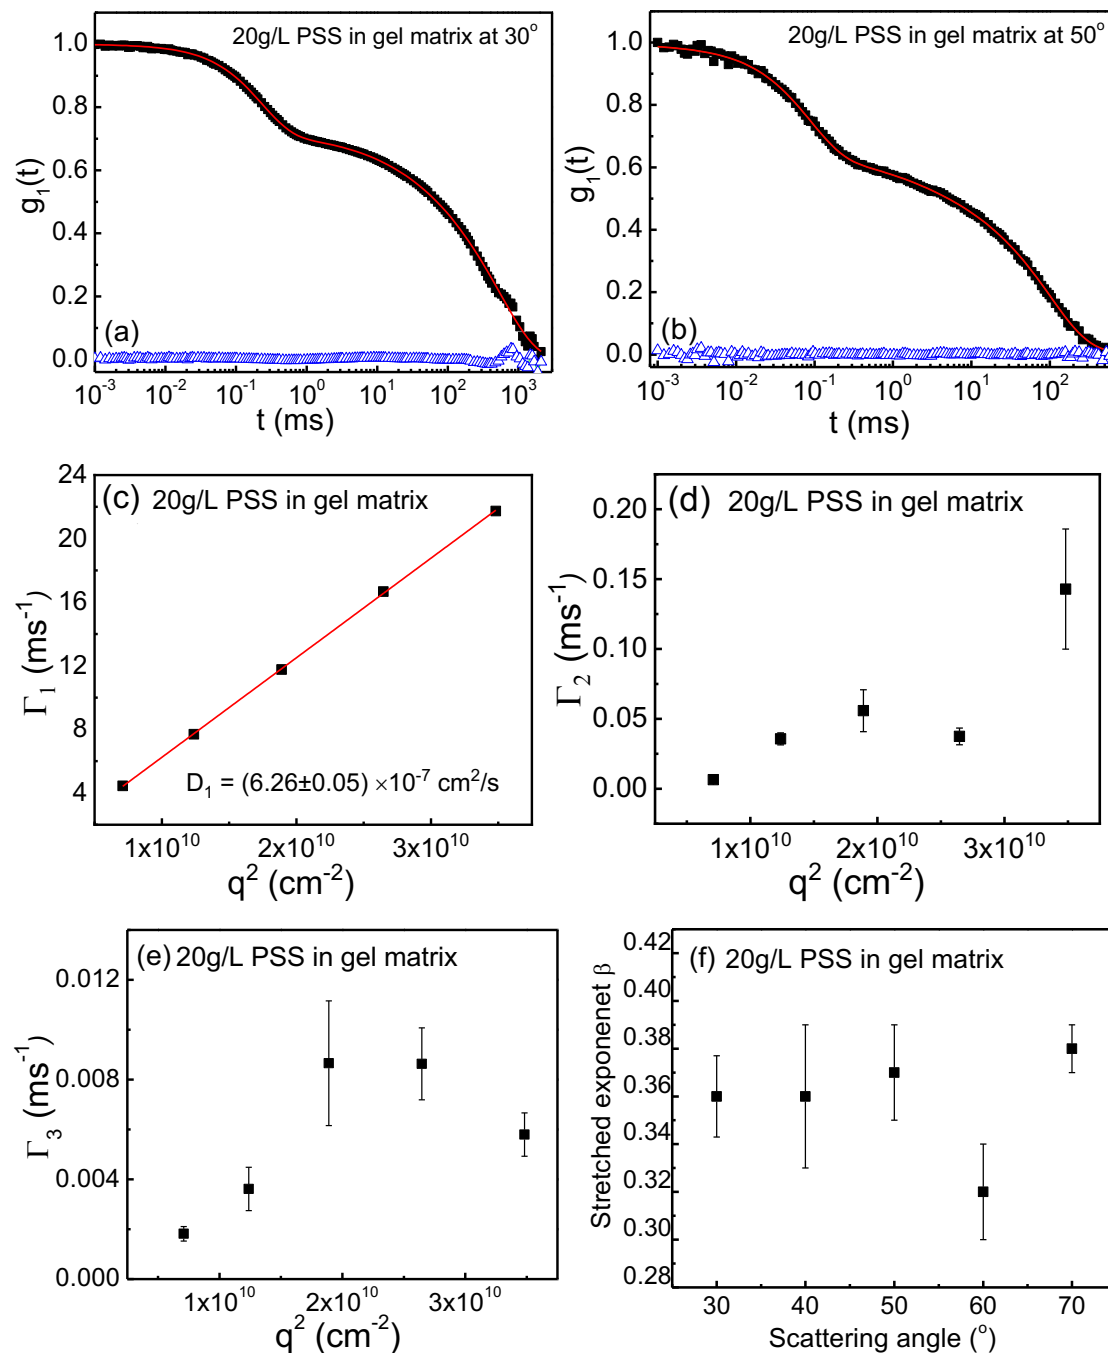 20g/L PSS in gel matrix at 30°
1.0
0.8
0.6
0.4
0.2
0.0
g₁(t)
(a)
10⁻³ 10⁻² 10⁻¹ 10⁰ 10¹ 10² 10³
t (ms)
20g/L PSS in gel matrix at 50°
1.0
0.8
0.6
0.4
0.2
0.0
g₁(t)
(b)
10⁻³ 10⁻² 10⁻¹ 10⁰ 10¹ 10²
t (ms)
(c) 20g/L PSS in gel matrix
24
20
16
12
8
4
Γ₁ (ms⁻¹)
D₁ = (6.26±0.05) ×10⁻⁷ cm²/s
1x10¹⁰ 2x10¹⁰ 3x10¹⁰
q² (cm⁻²)
(d) 20g/L PSS in gel matrix
0.20
0.15
0.10
0.05
0.00
Γ₂ (ms⁻¹)
1x10¹⁰ 2x10¹⁰ 3x10¹⁰
q² (cm⁻²)
(e) 20g/L PSS in gel matrix
0.012
0.008
0.004
0.000
Γ₃ (ms⁻¹)
1x10¹⁰ 2x10¹⁰ 3x10¹⁰
q² (cm⁻²)
(f) 20g/L PSS in gel matrix
0.42
0.40
0.38
0.36
0.34
0.32
0.30
0.28
Stretched exponenet β
30 40 50 60 70
Scattering angle (°)